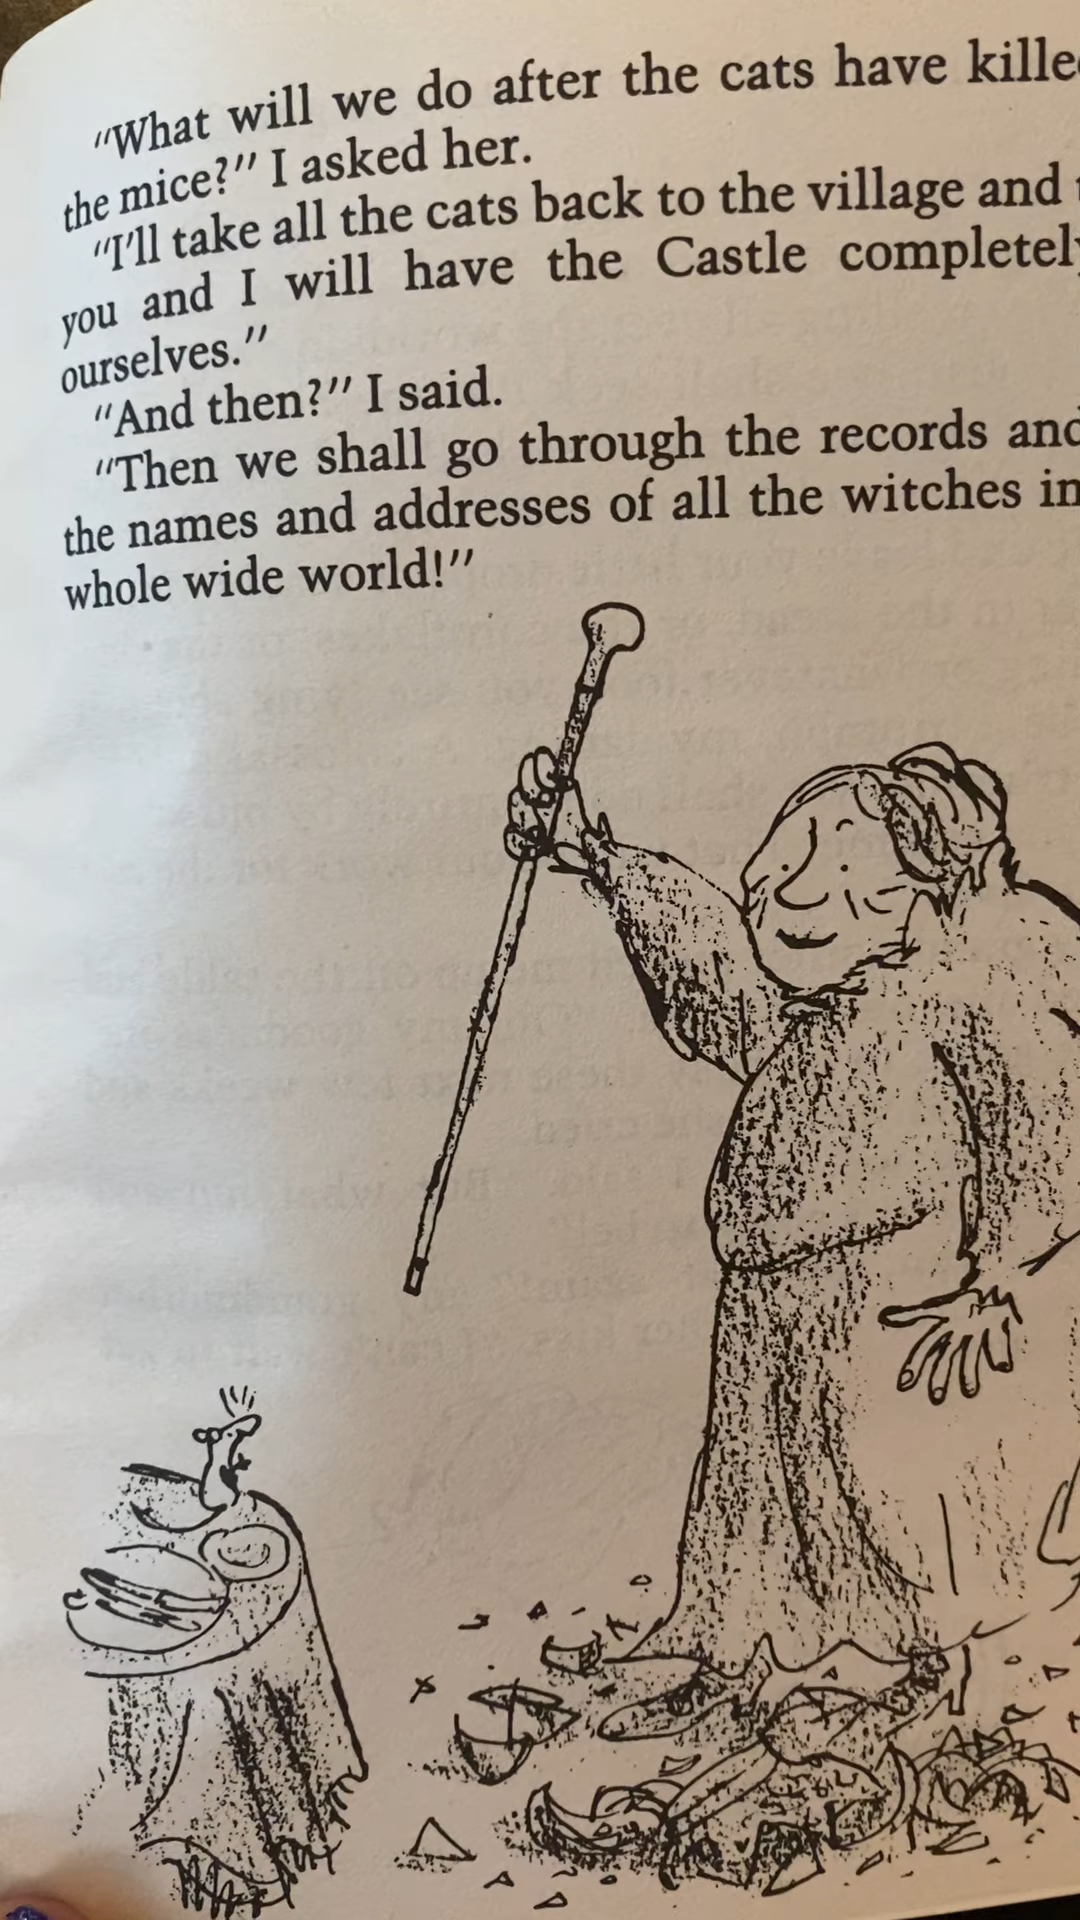 “What will we do after the cats have kille
the mice?” I asked her.
“I’ll take all the cats back to the village and
you and I will have the Castle completel
ourselves.”
“And then?” I said.
“Then we shall go through the records and
the names and addresses of all the witches in
whole wide world!”